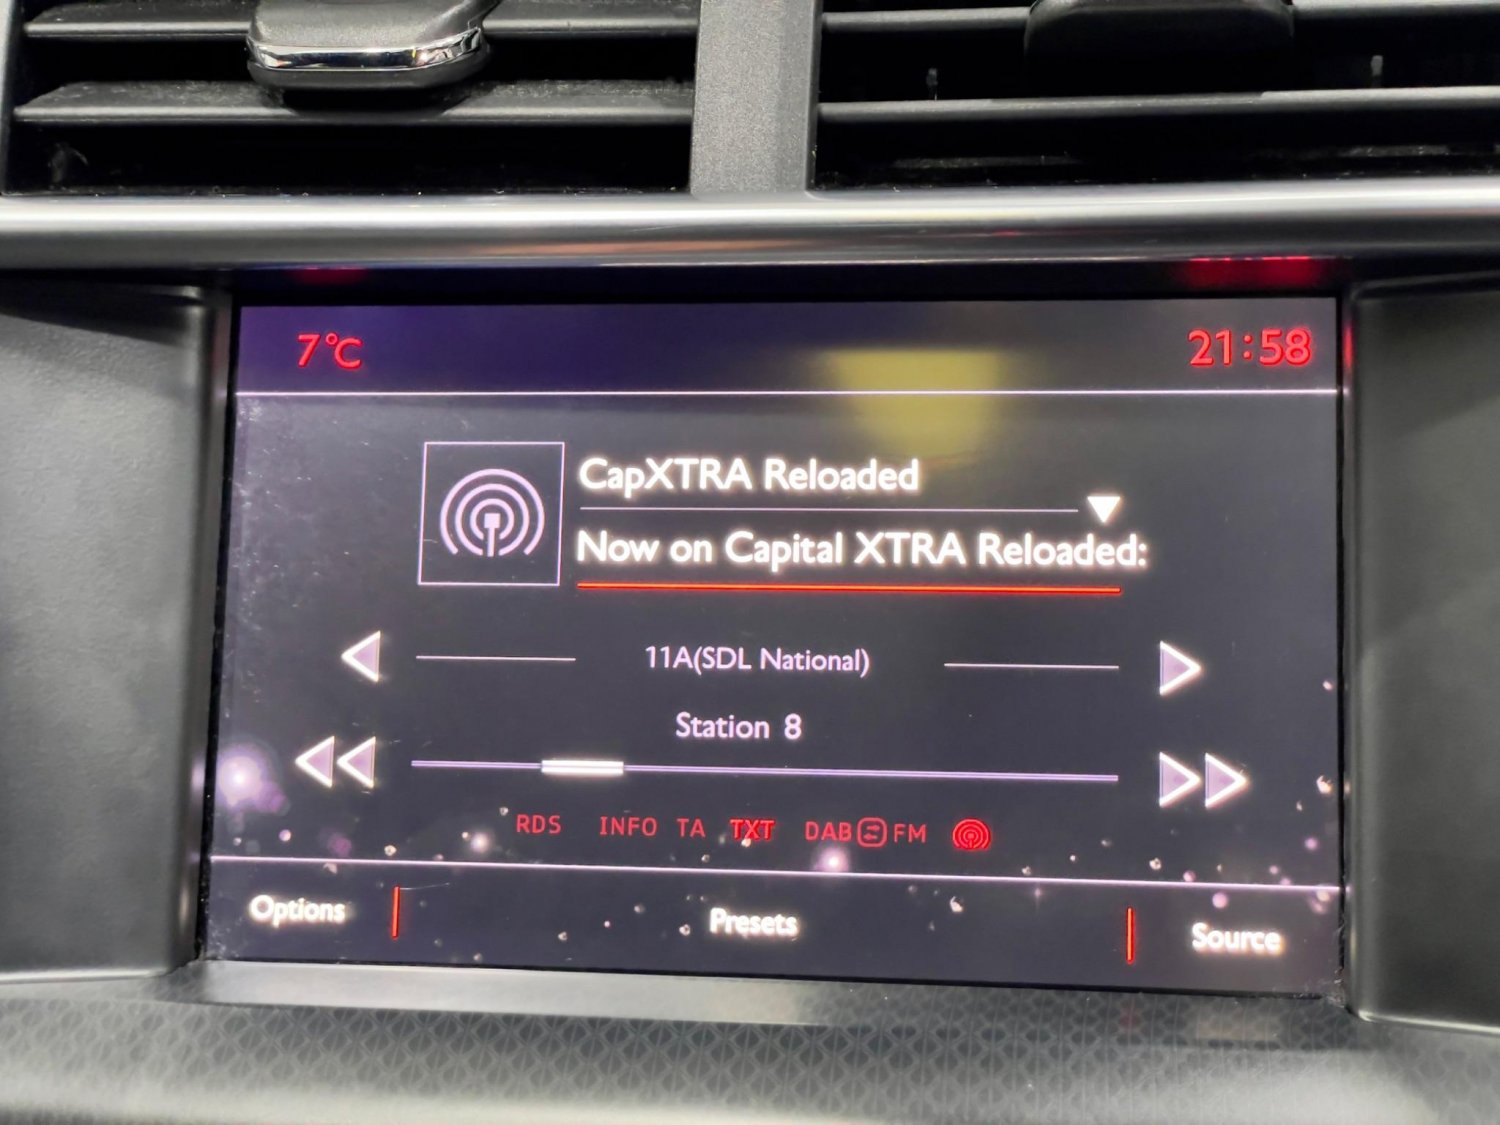 7°C
21:58
CapXTRA Reloaded
Now on Capital XTRA Reloaded:
11A(SDL National)
Station 8
RDS INFO TA TXT DAB FM
Options
Presets
Source